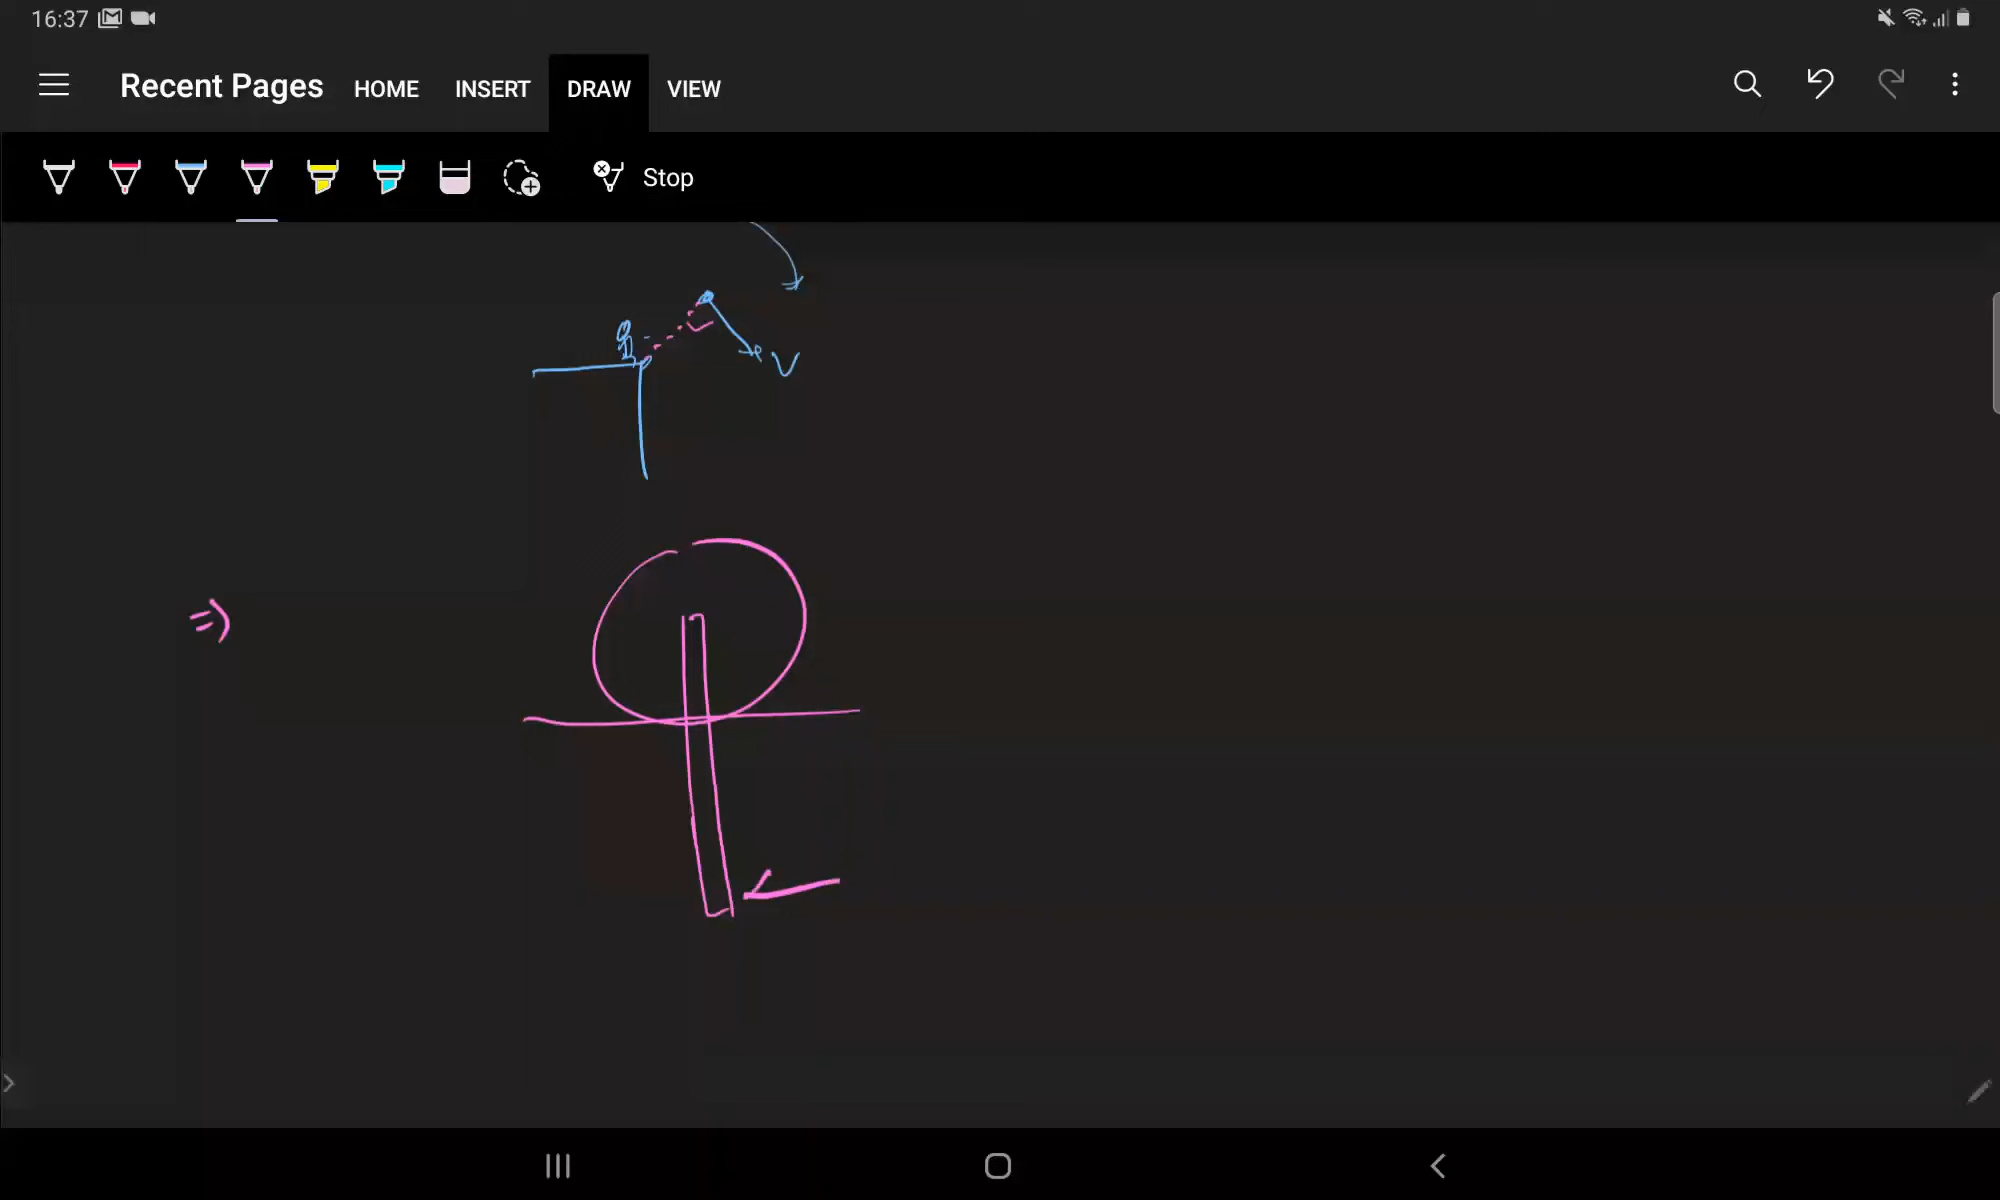 16:37
Recent Pages HOME INSERT DRAW VIEW
Stop
V
=)